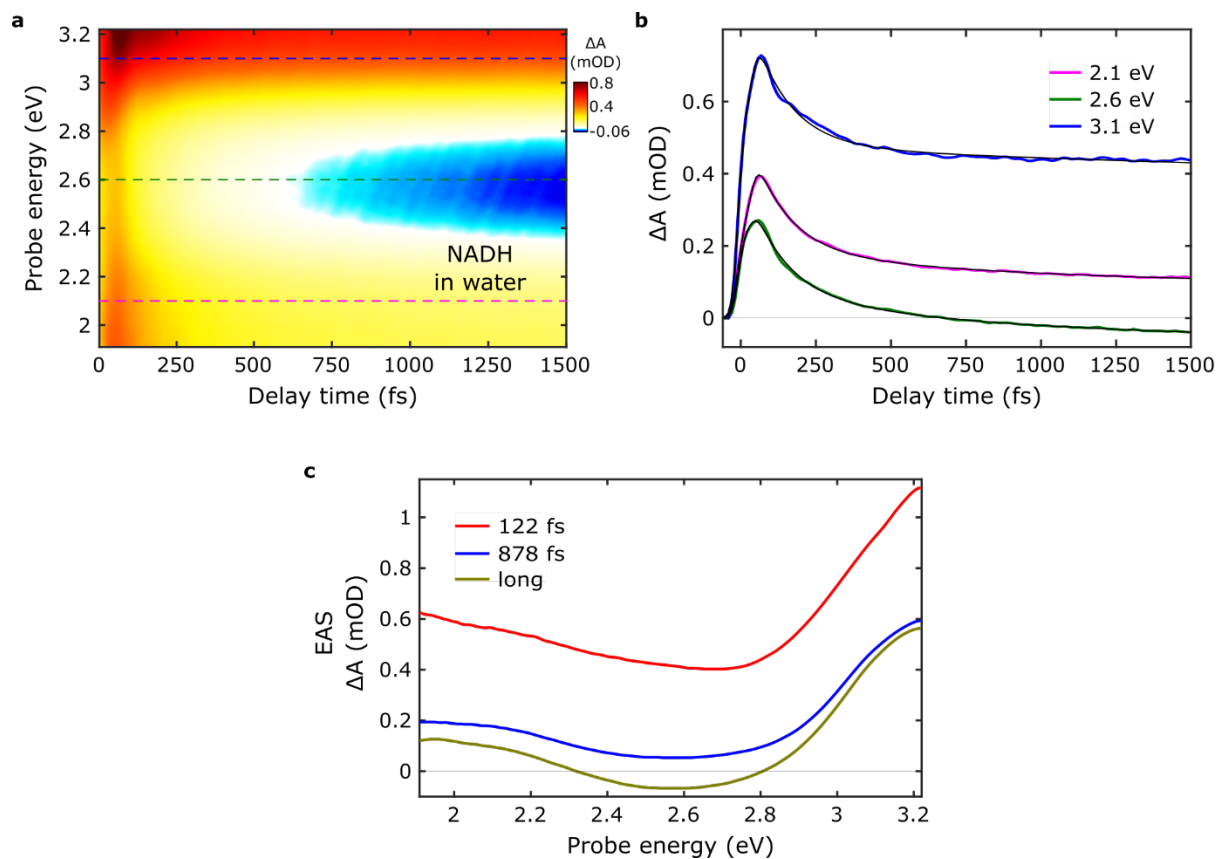 a
3.2
3
2.8
2.6
2.4
2.2
2
Probe energy (eV)
ΔA
(mOD)
0.8
0.4
-0.06
NADH
in water
0 250 500 750 1000 1250 1500
Delay time (fs)
b
0.6
0.4
0.2
0
ΔA (mOD)
2.1 eV
2.6 eV
3.1 eV
0 250 500 750 1000 1250 1500
Delay time (fs)
c
1
0.8
0.6
0.4
0.2
0
EAS
ΔA (mOD)
122 fs
878 fs
long
2 2.2 2.4 2.6 2.8 3 3.2
Probe energy (eV)